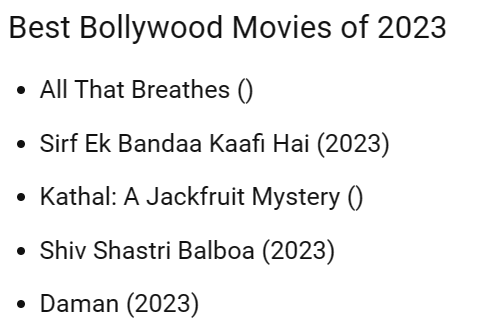 Best Bollywood Movies of 2023
• All That Breathes ()
• Sirf Ek Bandaa Kaafi Hai (2023)
• Kathal: A Jackfruit Mystery ()
• Shiv Shastri Balboa (2023)
• Daman (2023)